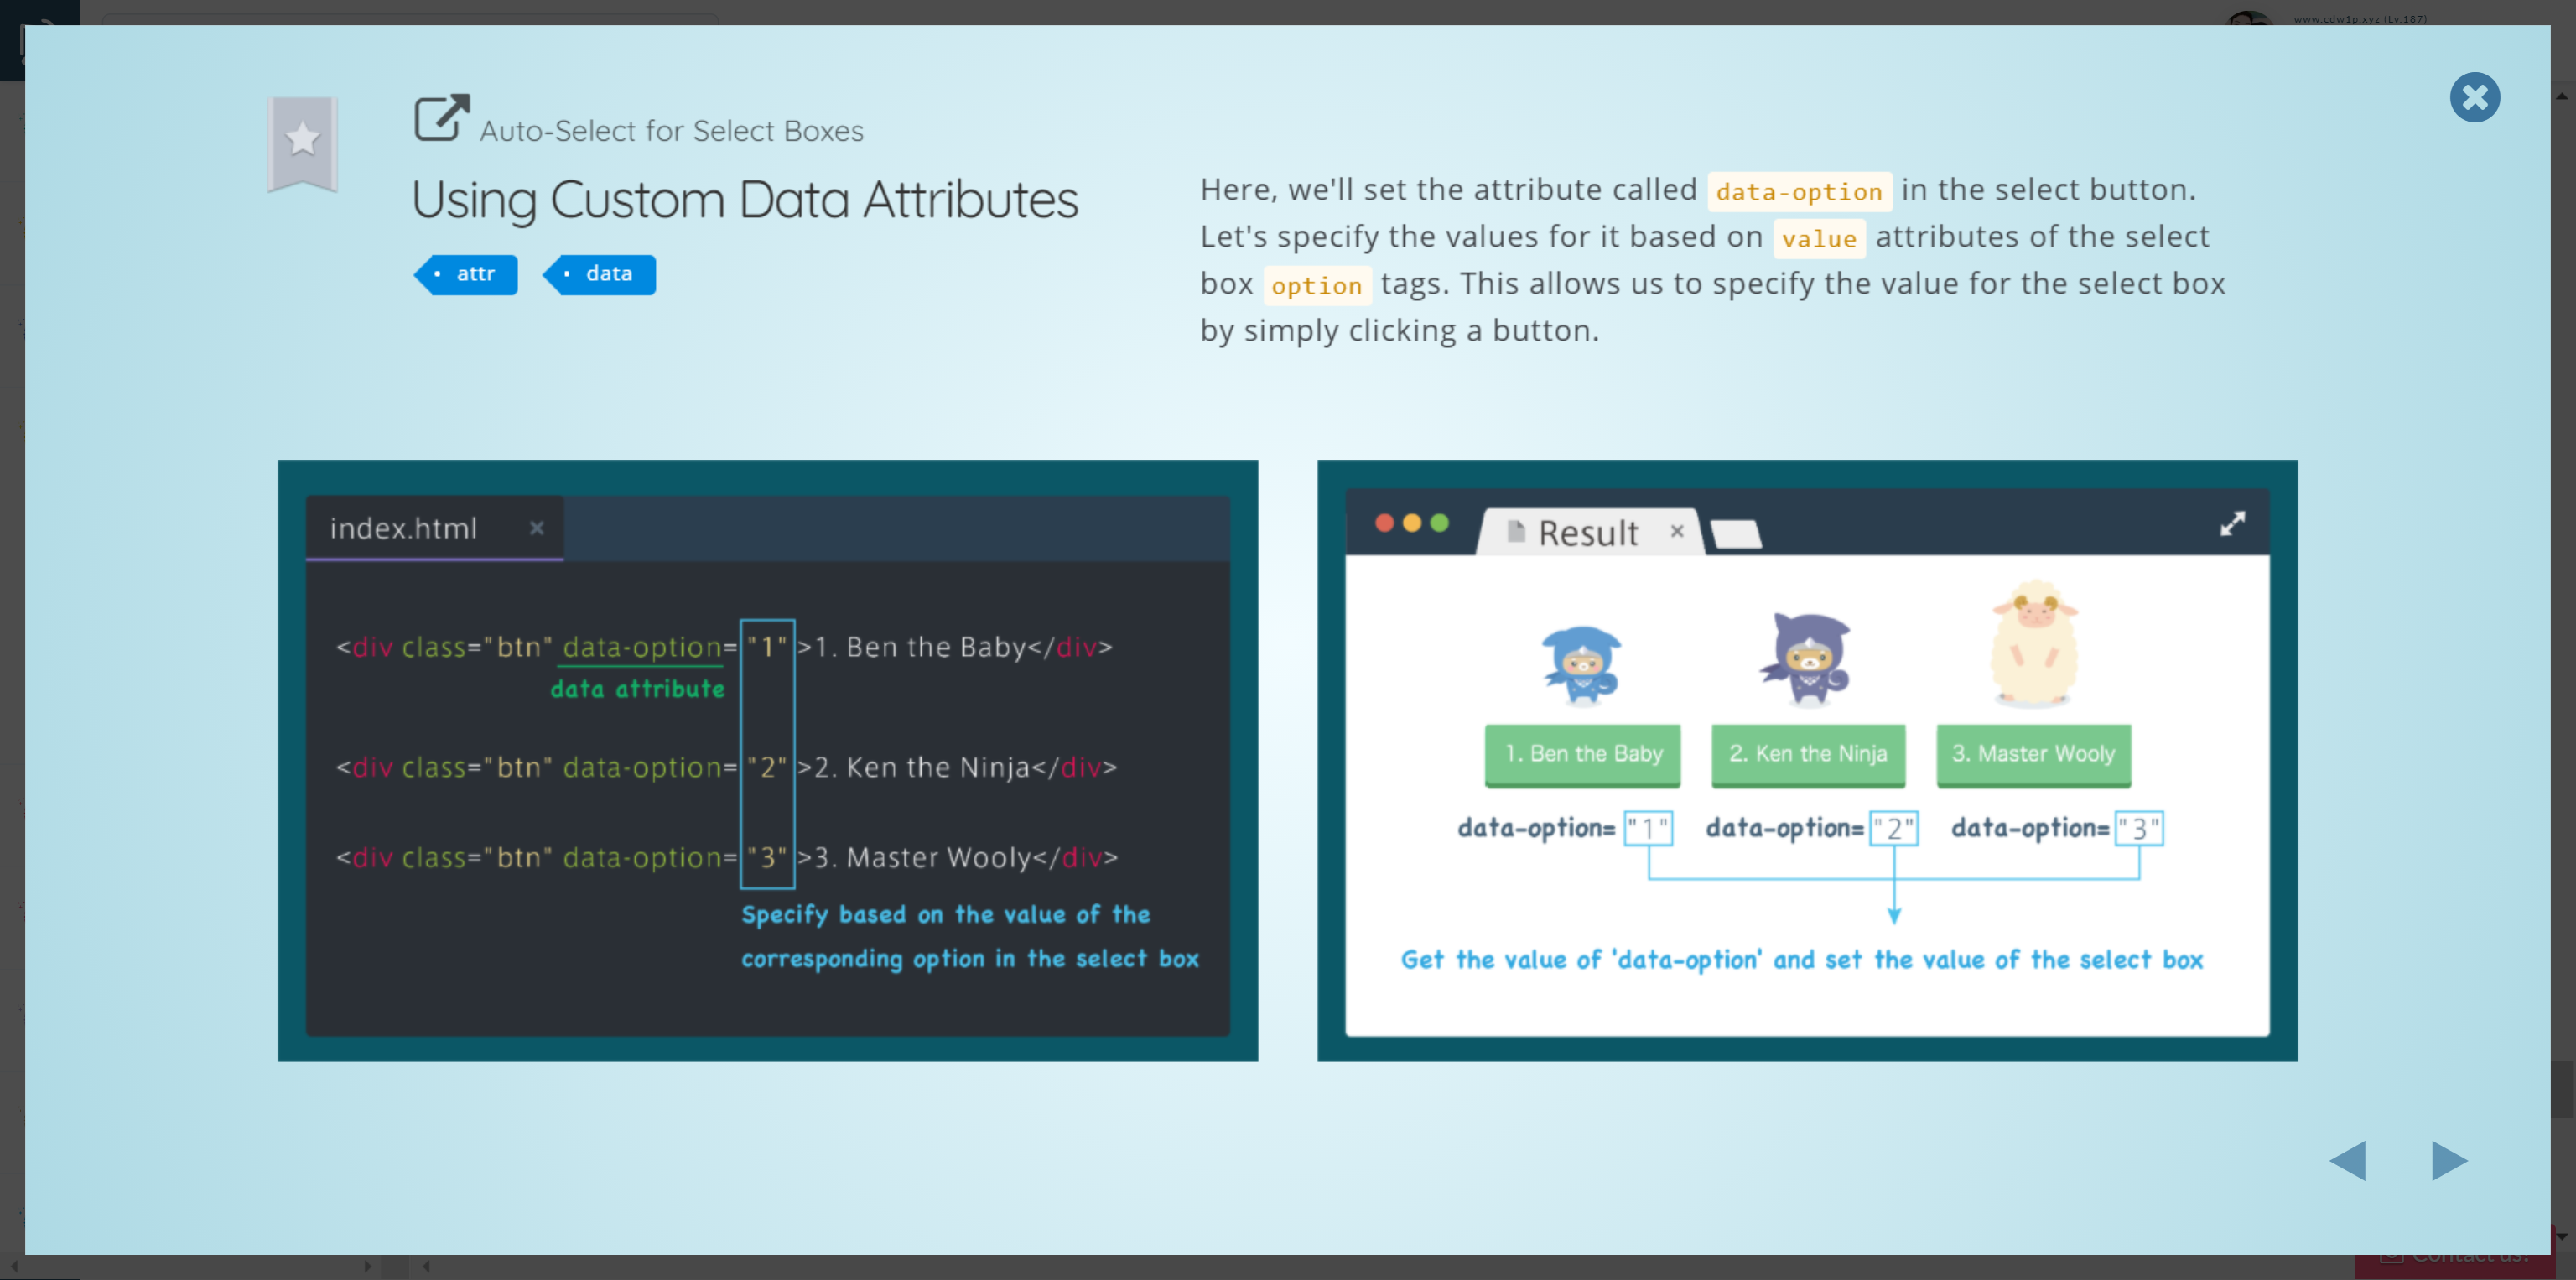 www.cdw1p.xyz (Lv.187)
Auto-Select for Select Boxes
Using Custom Data Attributes
attr
data
Here, we'll set the attribute called data-option in the select button.
Let's specify the values for it based on value attributes of the select
box option tags. This allows us to specify the value for the select box
by simply clicking a button.
index.html
<div class="btn" data-option="1">1. Ben the Baby</div>
data attribute
<div class="btn" data-option="2">2. Ken the Ninja</div>
<div class="btn" data-option="3">3. Master Wooly</div>
Specify based on the value of the
corresponding option in the select box
Result
1. Ben the Baby
2. Ken the Ninja
3. Master Wooly
data-option="1"
data-option="2"
data-option="3"
Get the value of 'data-option' and set the value of the select box
Contact us!